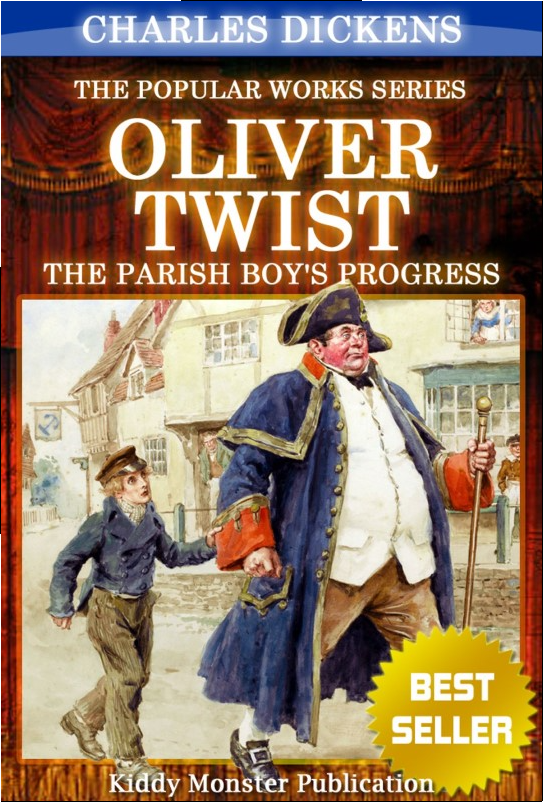 CHARLES DICKENS
THE POPULAR WORKS SERIES
OLIVER
TWIST
THE PARISH BOY'S PROGRESS
BEST
SELLER
Kiddy Monster Publication